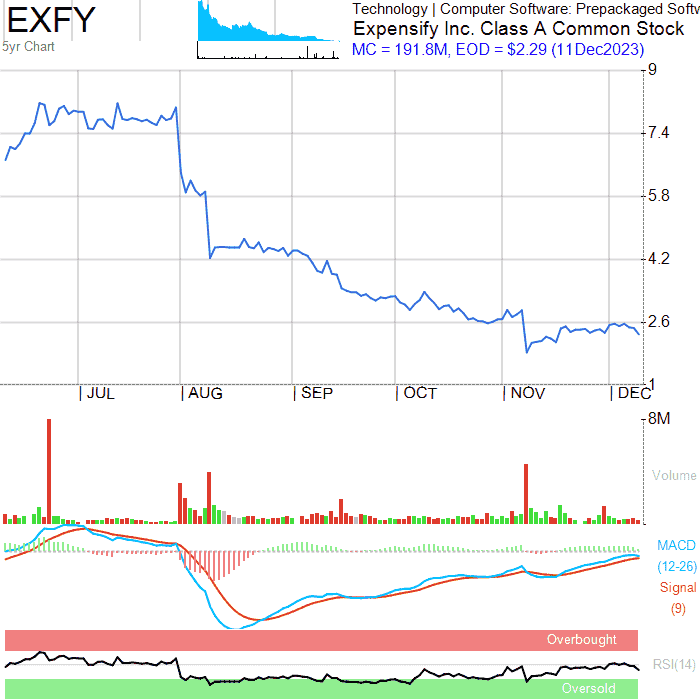 EXFY
5yr Chart
Technology | Computer Software: Prepackaged Softw
Expensify Inc. Class A Common Stock
MC = 191.8M, EOD = $2.29 (11Dec2023)
9
7.4
5.8
4.2
2.6
1
| JUL | AUG | SEP | OCT | NOV | DEC
8M
Volume
MACD
(12-26)
Signal
(9)
Overbought
RSI(14)
Oversold